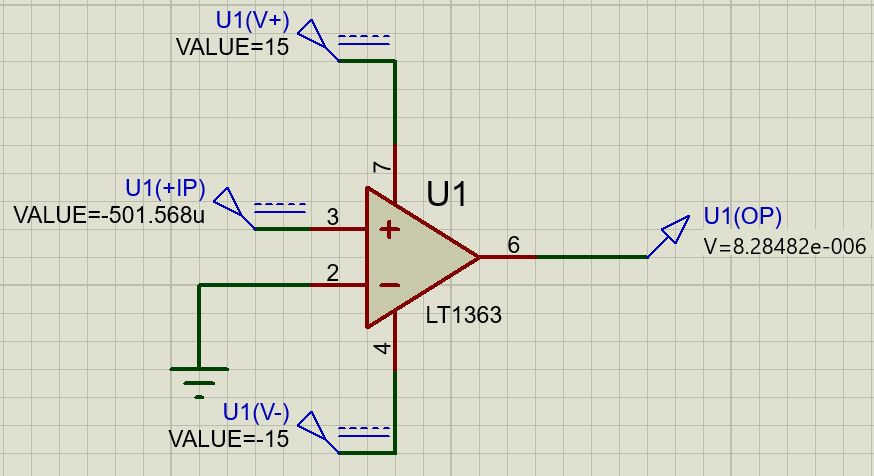 U1(V+)
VALUE=15
7
U1
U1(+IP)
VALUE=-501.568u
3
+
6
U1(OP)
V=8.28482e-006
2
−
LT1363
4
U1(V-)
VALUE=-15